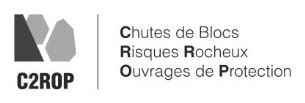 C2ROP
Chutes de Blocs
Risques Rocheux
Ouvrages de Protection